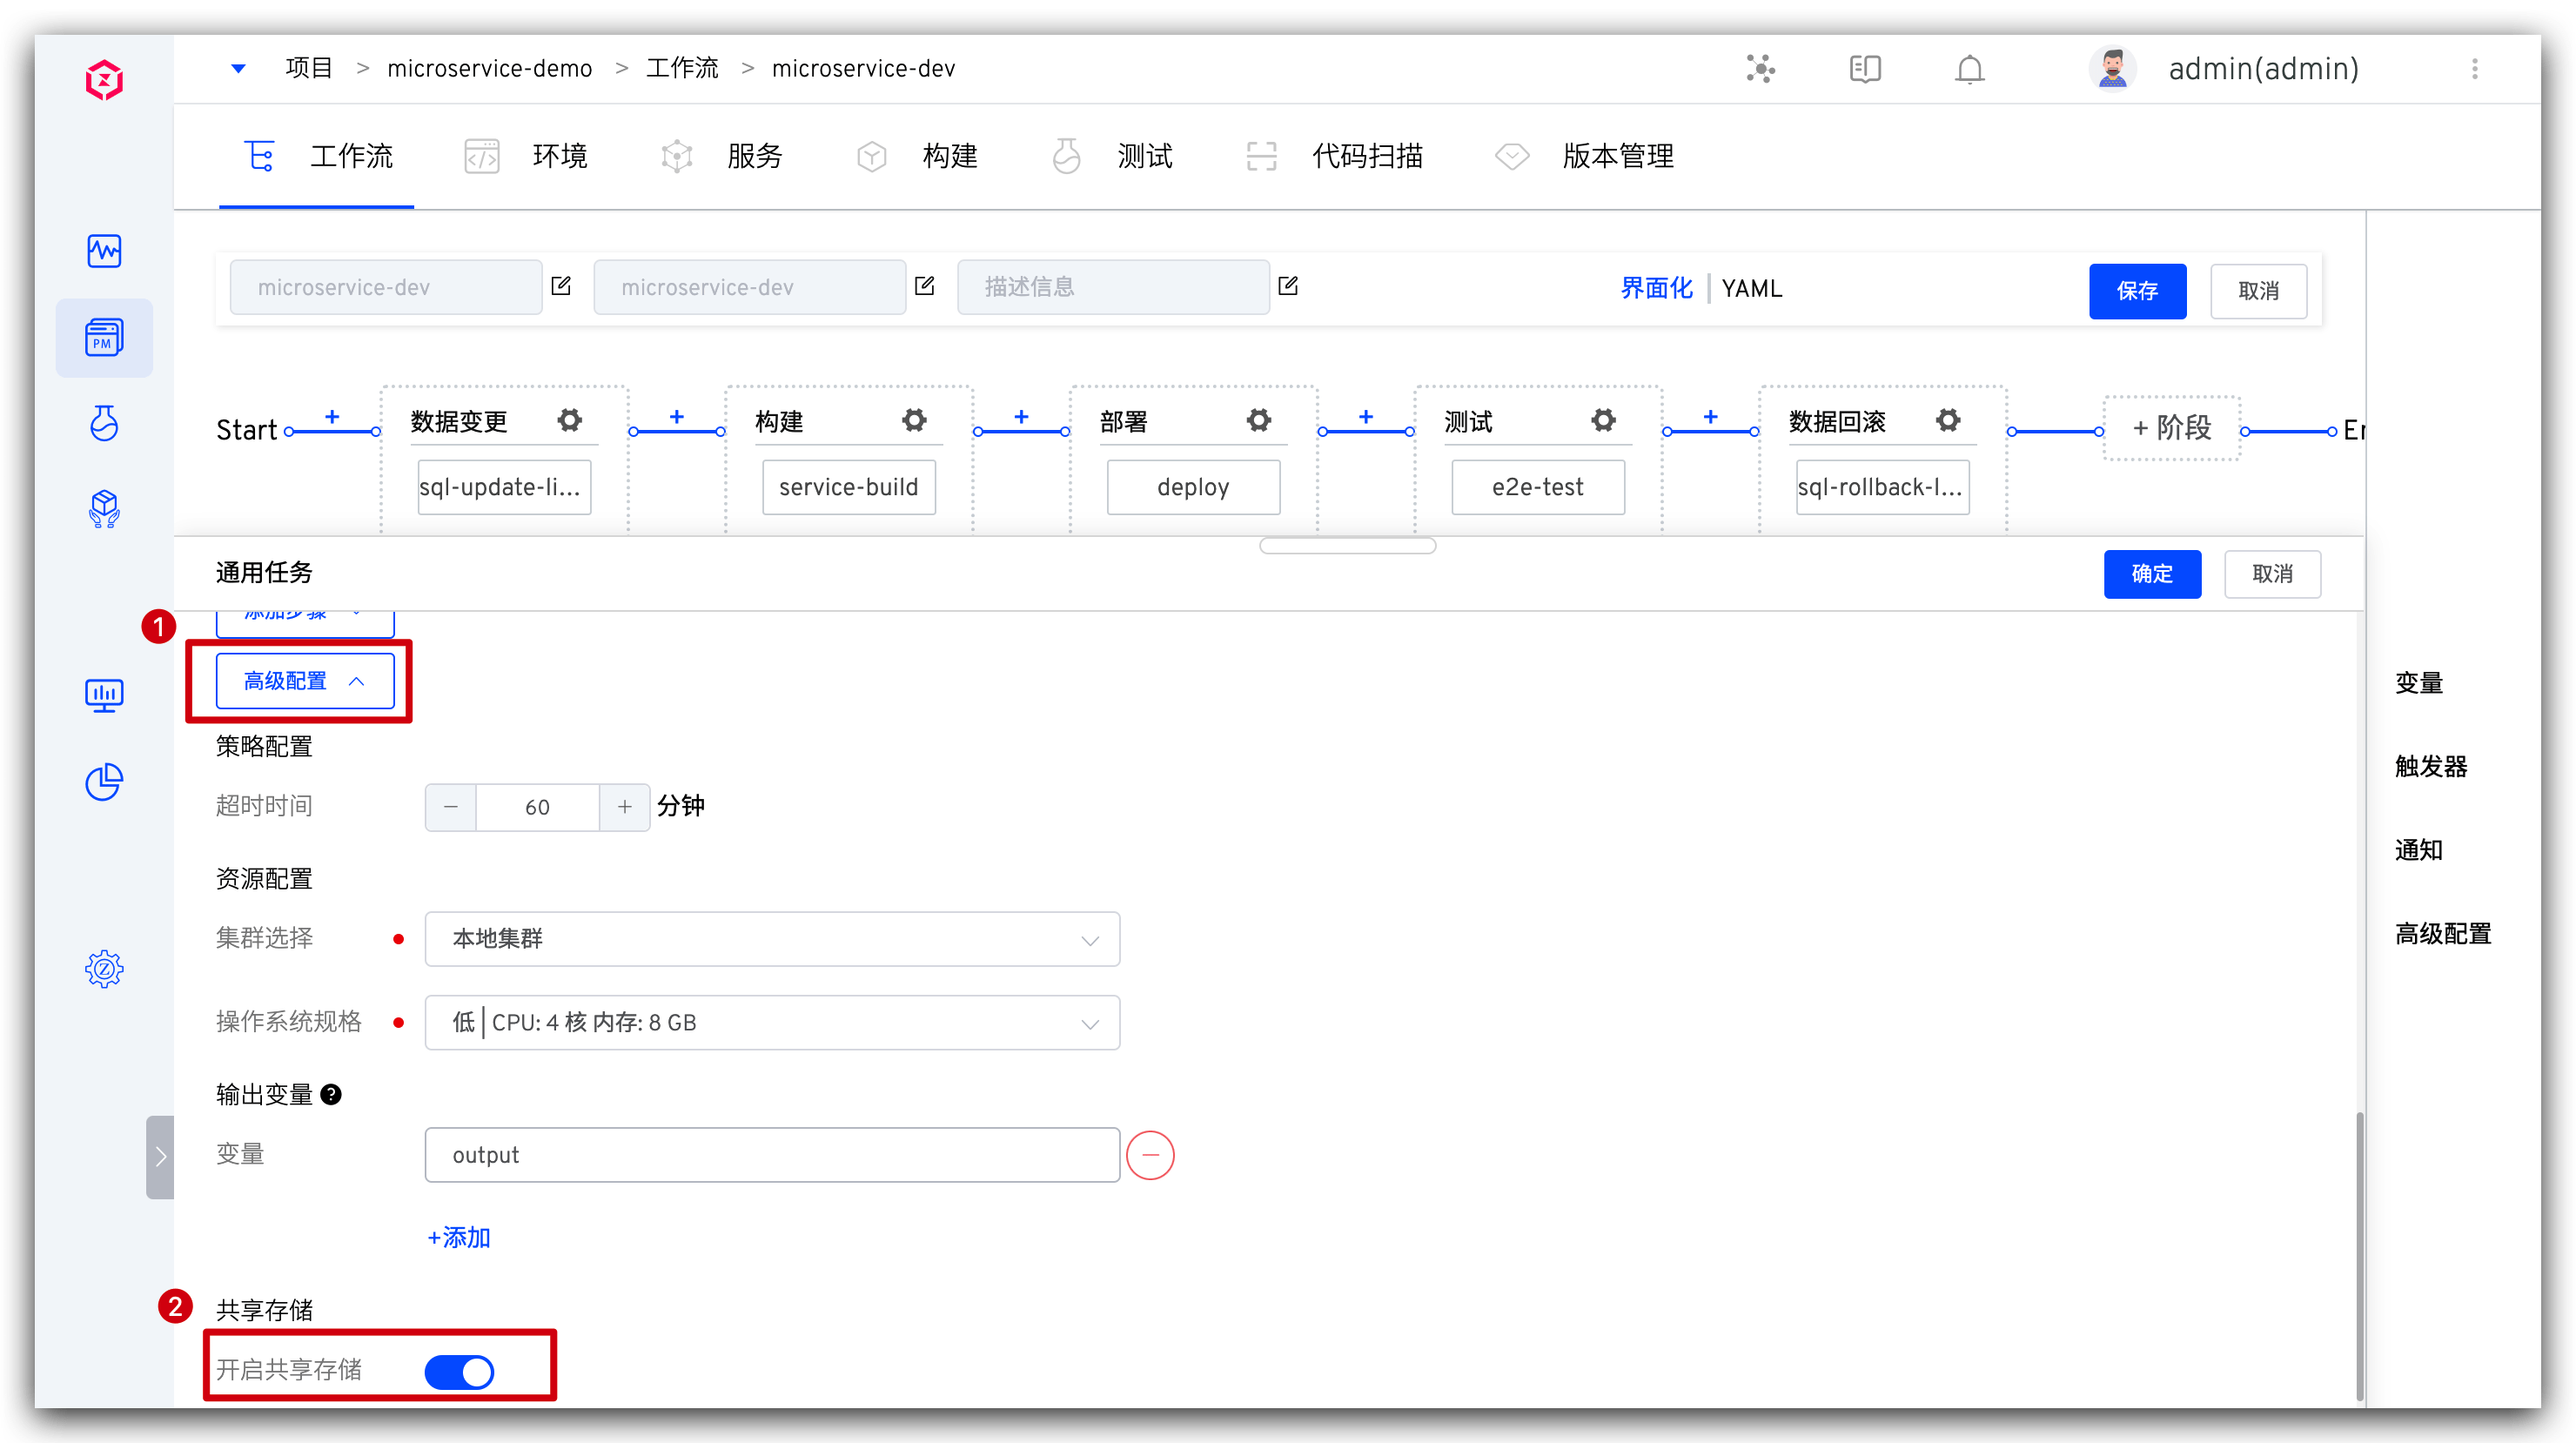 项目 > microservice-demo > 工作流 > microservice-dev
admin(admin)
工作流 环境 服务 构建 测试 代码扫描 版本管理
PM
microservice-dev microservice-dev 描述信息 界面化 | YAML 保存 取消
Start + 数据变更 + 构建 + 部署 + 测试 + 数据回滚 + 阶段
sql-update-li... service-build deploy e2e-test sql-rollback-l...
通用任务 确定 取消
1
添加步骤
高级配置
策略配置
超时时间 − 60 + 分钟
资源配置
集群选择 本地集群
操作系统规格 低 | CPU: 4 核 内存: 8 GB
输出变量 ?
变量 output
+添加
2 共享存储
开启共享存储
变量
触发器
通知
高级配置